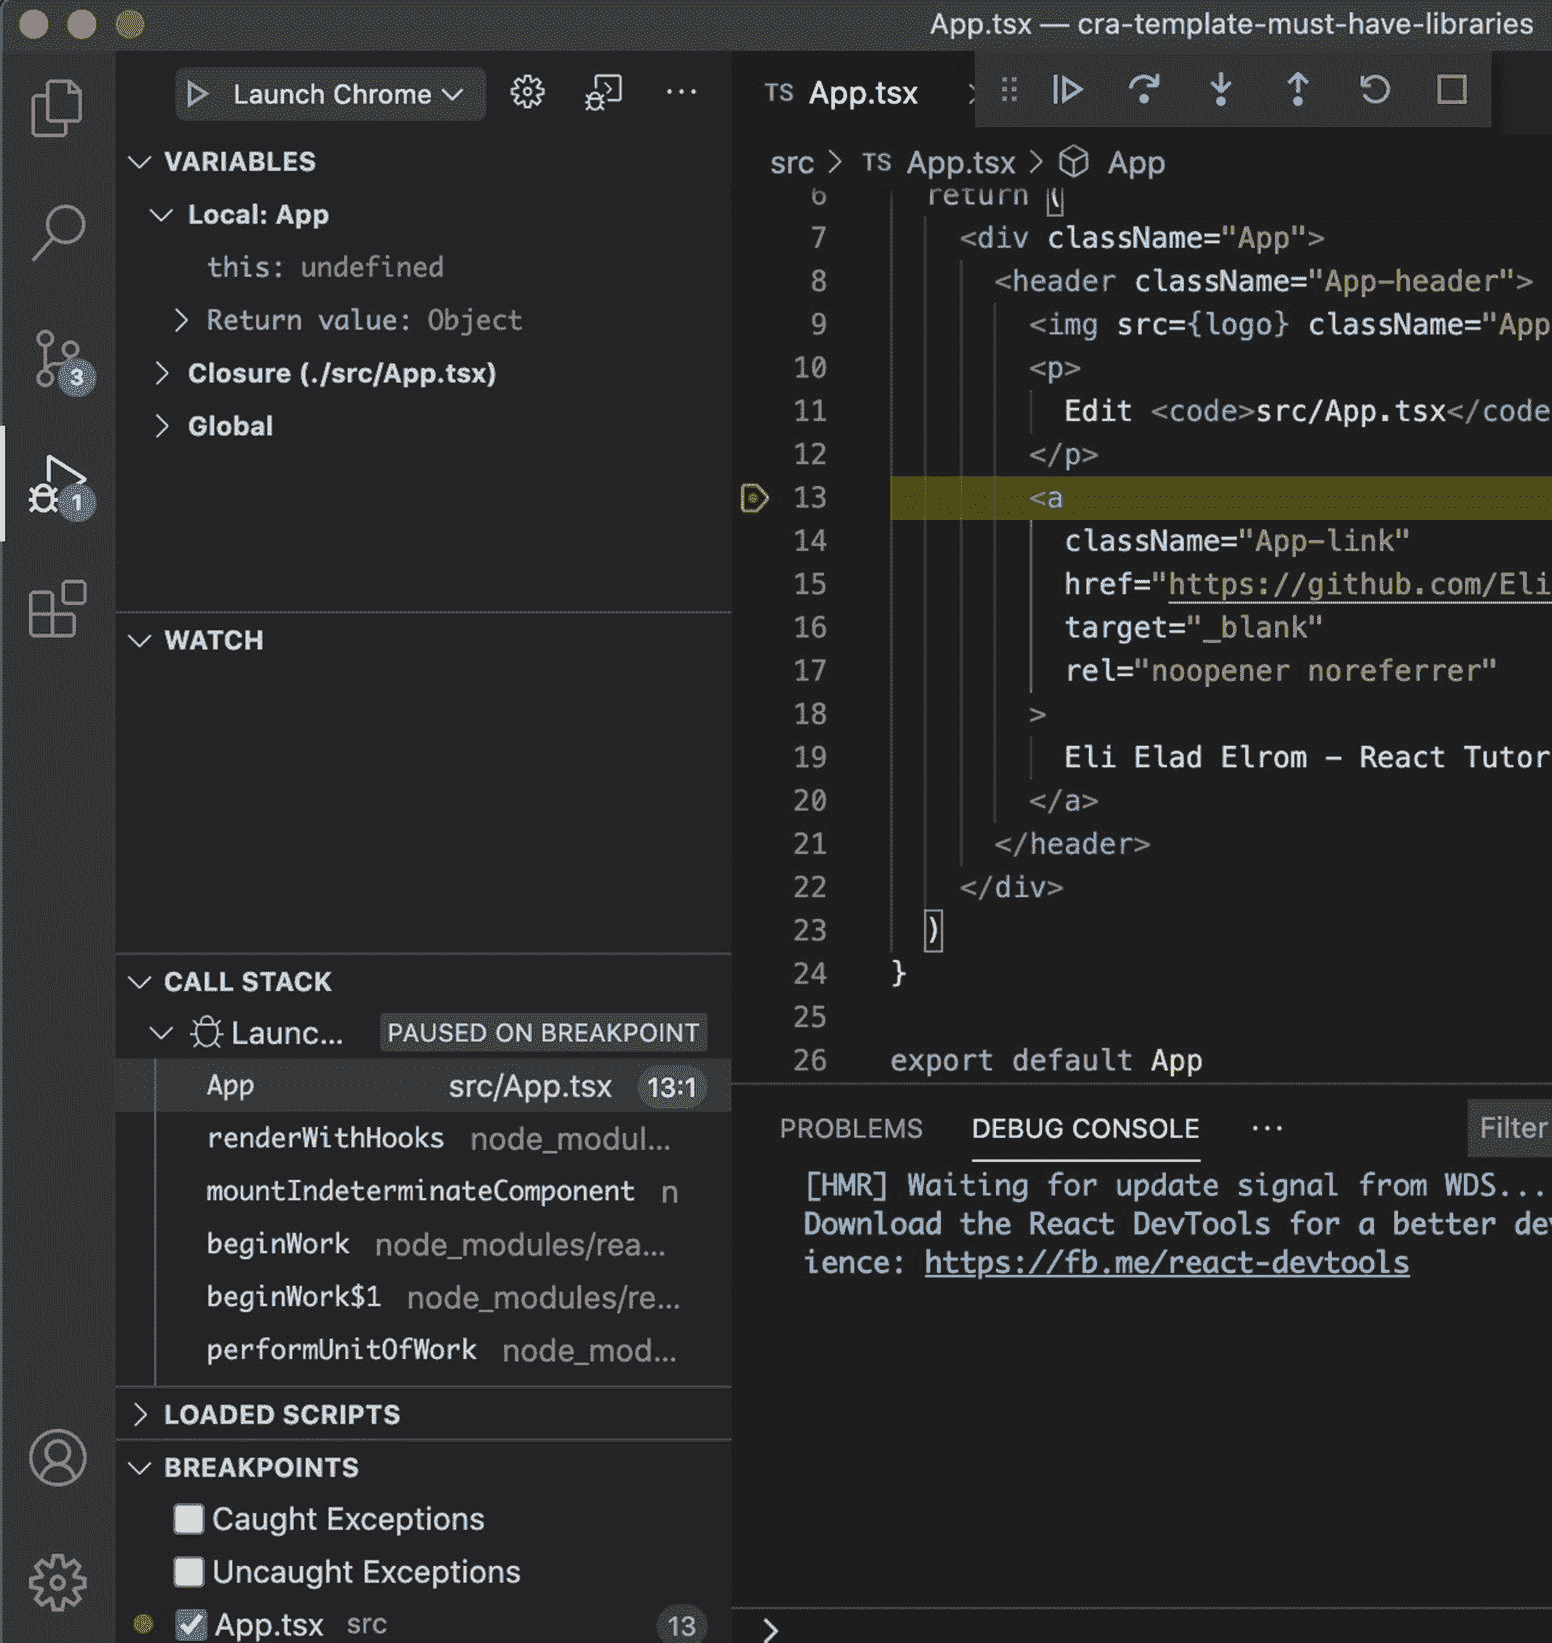 App.tsx — cra-template-must-have-libraries
Launch Chrome
TS App.tsx
VARIABLES
src > TS App.tsx > App
Local: App
this: undefined
Return value: Object
Closure (./src/App.tsx)
Global
3
1
WATCH
CALL STACK
Launc... PAUSED ON BREAKPOINT
App src/App.tsx 13:1
renderWithHooks node_modul...
mountIndeterminateComponent n
beginWork node_modules/rea...
beginWork$1 node_modules/re...
performUnitOfWork node_mod...
LOADED SCRIPTS
BREAKPOINTS
Caught Exceptions
Uncaught Exceptions
App.tsx src 13
6 return (
7 <div className="App">
8 <header className="App-header">
9 <img src={logo} className="App
10 <p>
11 Edit <code>src/App.tsx</code
12 </p>
13 <a
14 className="App-link"
15 href="https://github.com/Eli
16 target="_blank"
17 rel="noopener noreferrer"
18 >
19 Eli Elad Elrom – React Tutor
20 </a>
21 </header>
22 </div>
23 )
24 }
25
26 export default App
PROBLEMS DEBUG CONSOLE ... Filter
[HMR] Waiting for update signal from WDS...
Download the React DevTools for a better dev
ience: https://fb.me/react-devtools
>